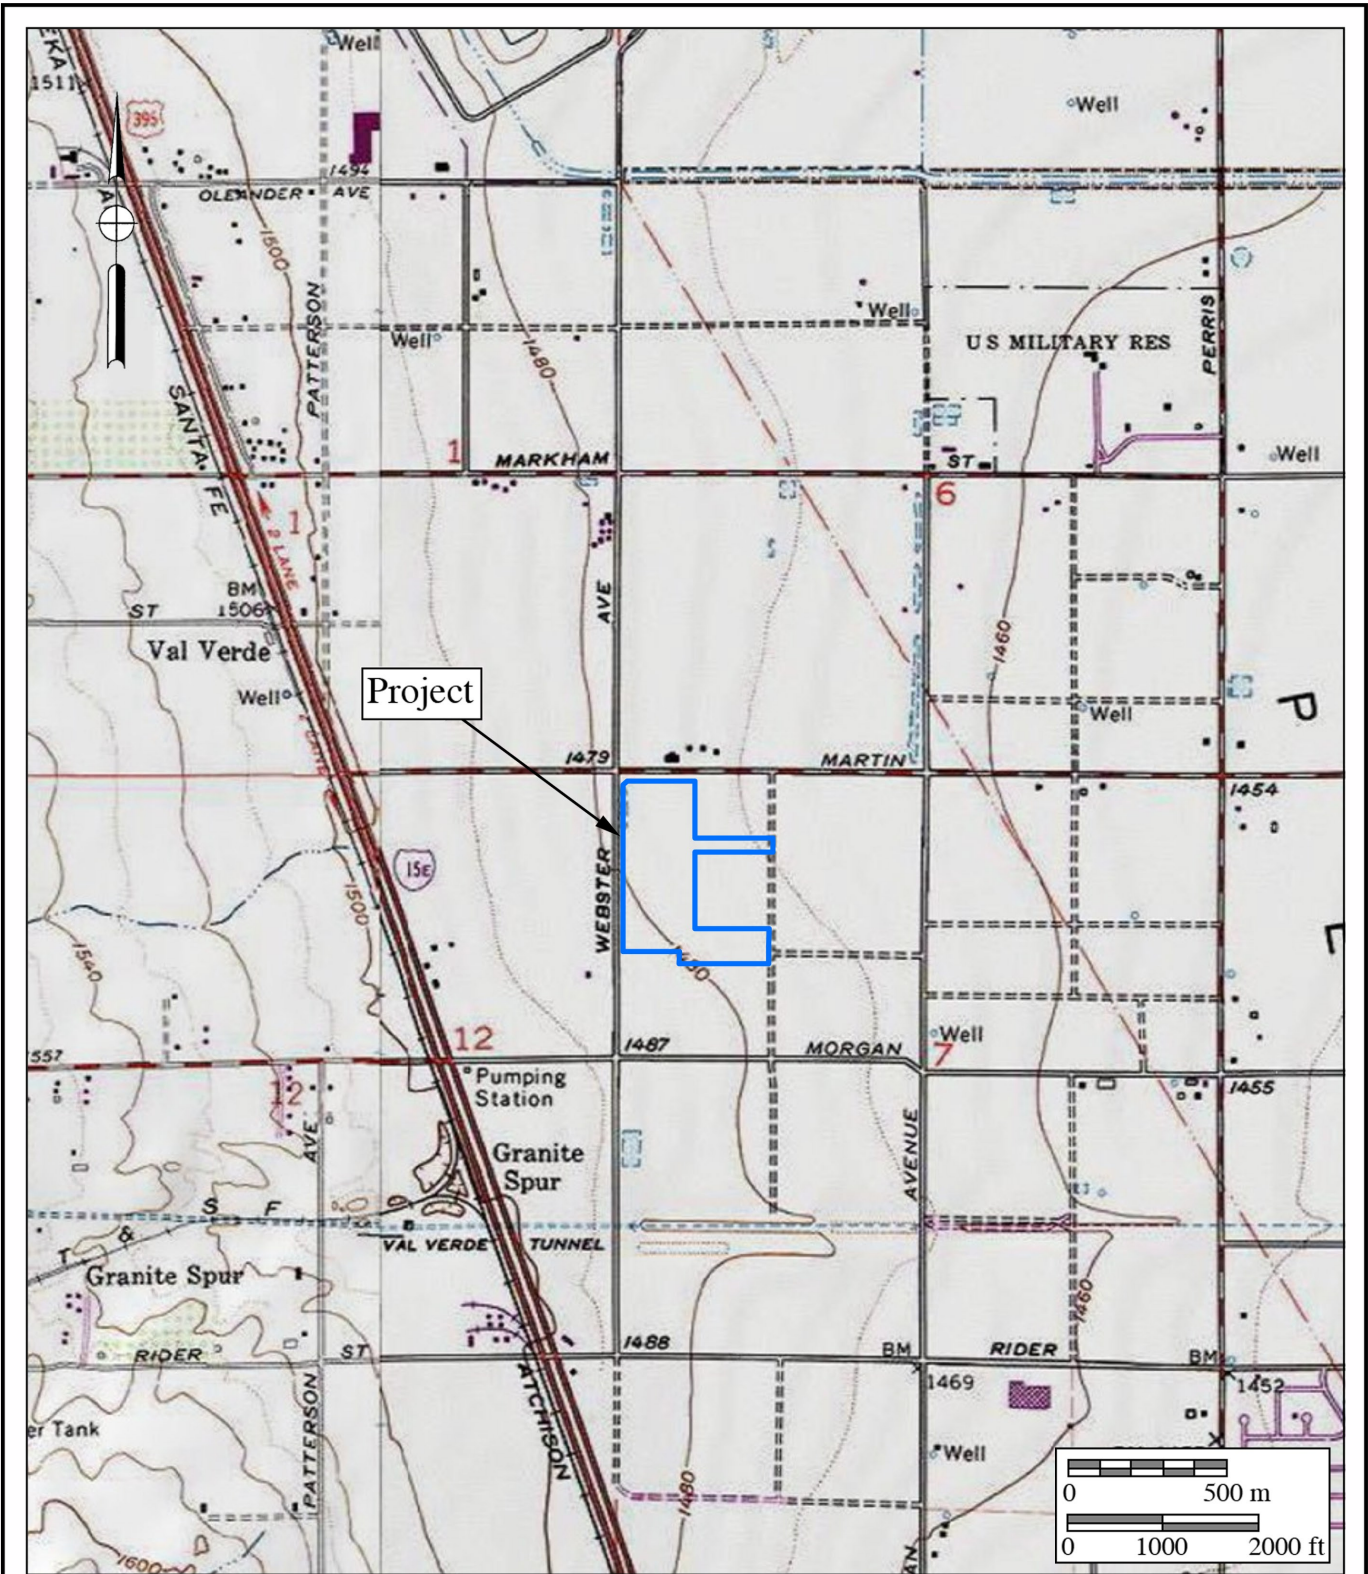 EKA
Well
1511
395
Well
1494
OLEANDER AVE
A
1500
PATTERSON
Well
Well
1480
US MILITARY RES
PERRIS
SANTA FE
1
MARKHAM
ST
Well
6
1
2 LANE
AVE
BM
1506
ST
Val Verde
1460
Well
Project
Well
P
1479
MARTIN
1454
15E
1500
WEBSTER
1540
1480
E
12
1487
MORGAN
Well
7
557
Pumping
Station
12
1455
AVE
Granite
Spur
AVENUE
S F
T &
VAL VERDE TUNNEL
Granite Spur
1460
1488
BM
RIDER
BM
RIDER ST
1469
1452
ATCHISON
PATTERSON
er Tank
Well
1480
1600
AN
0 500 m
0 1000 2000 ft